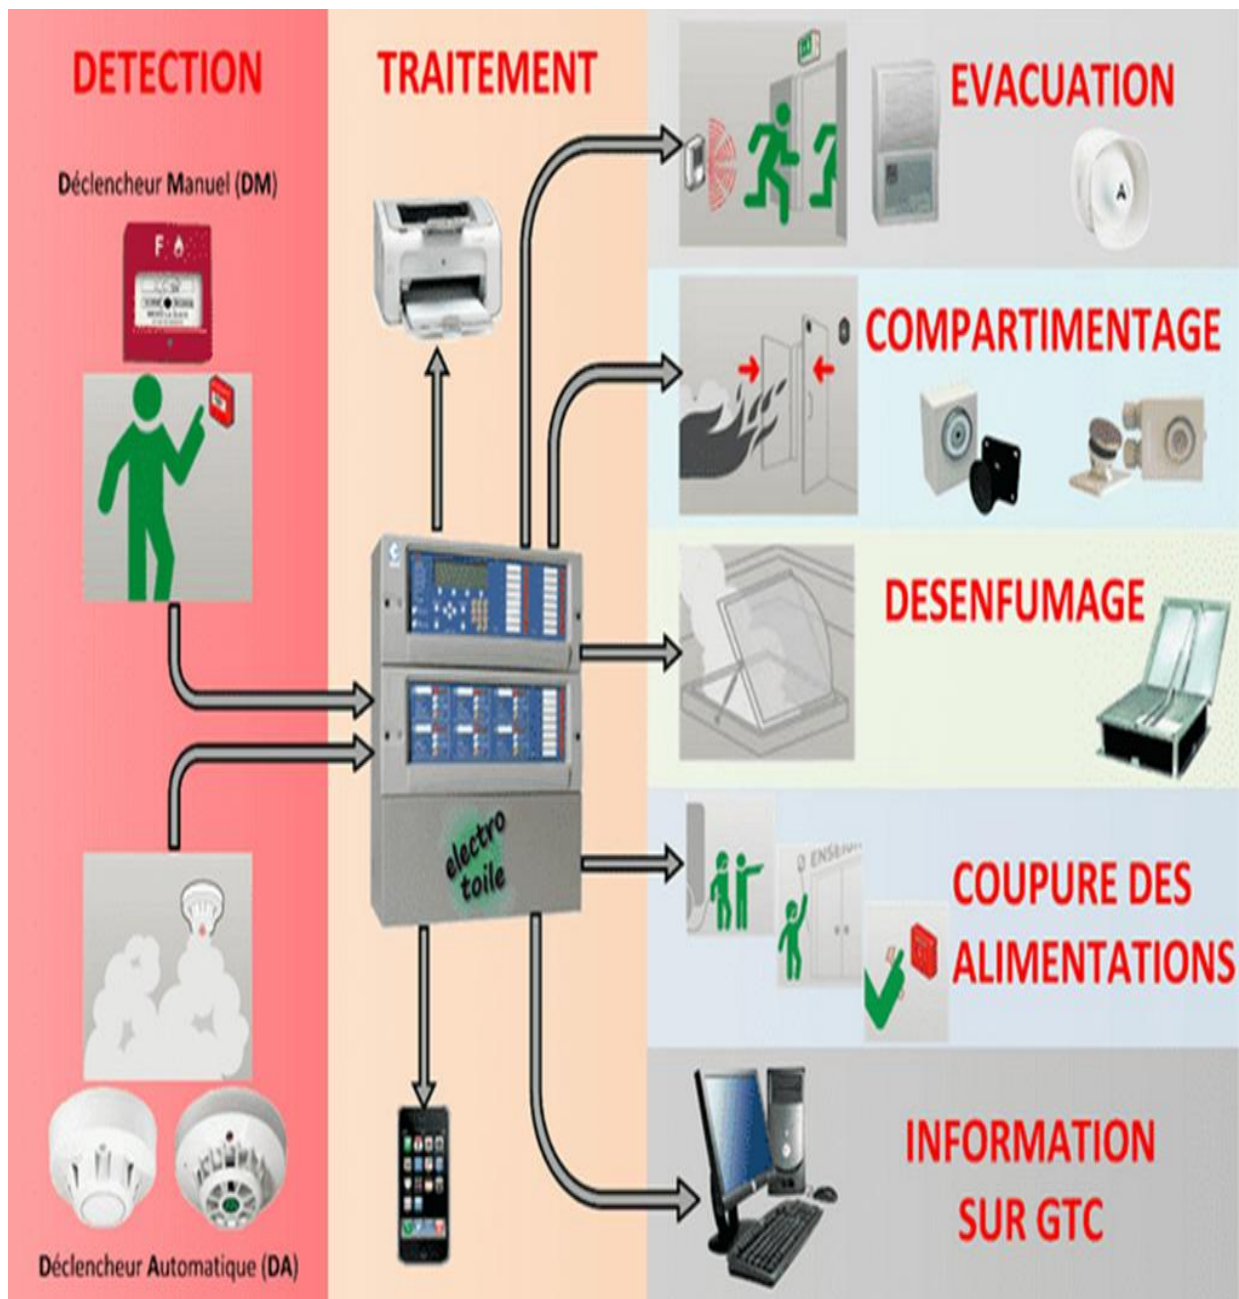 DETECTION
Déclencheur Manuel (DM)
F
Déclencheur Automatique (DA)
TRAITEMENT
electro
toile
EVACUATION
A
COMPARTIMENTAGE
DESENFUMAGE
COUPURE DES
ALIMENTATIONS
INFORMATION
SUR GTC